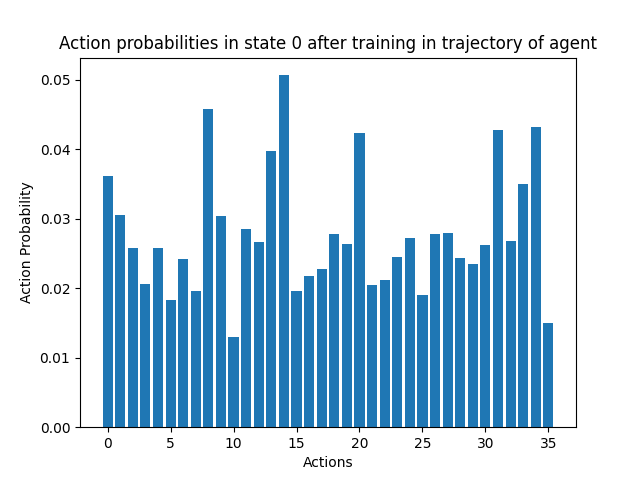 Action probabilities in state 0 after training in trajectory of agent
0.05
0.04
0.03
0.02
0.01
0.00
Action Probability
0 5 10 15 20 25 30 35
Actions